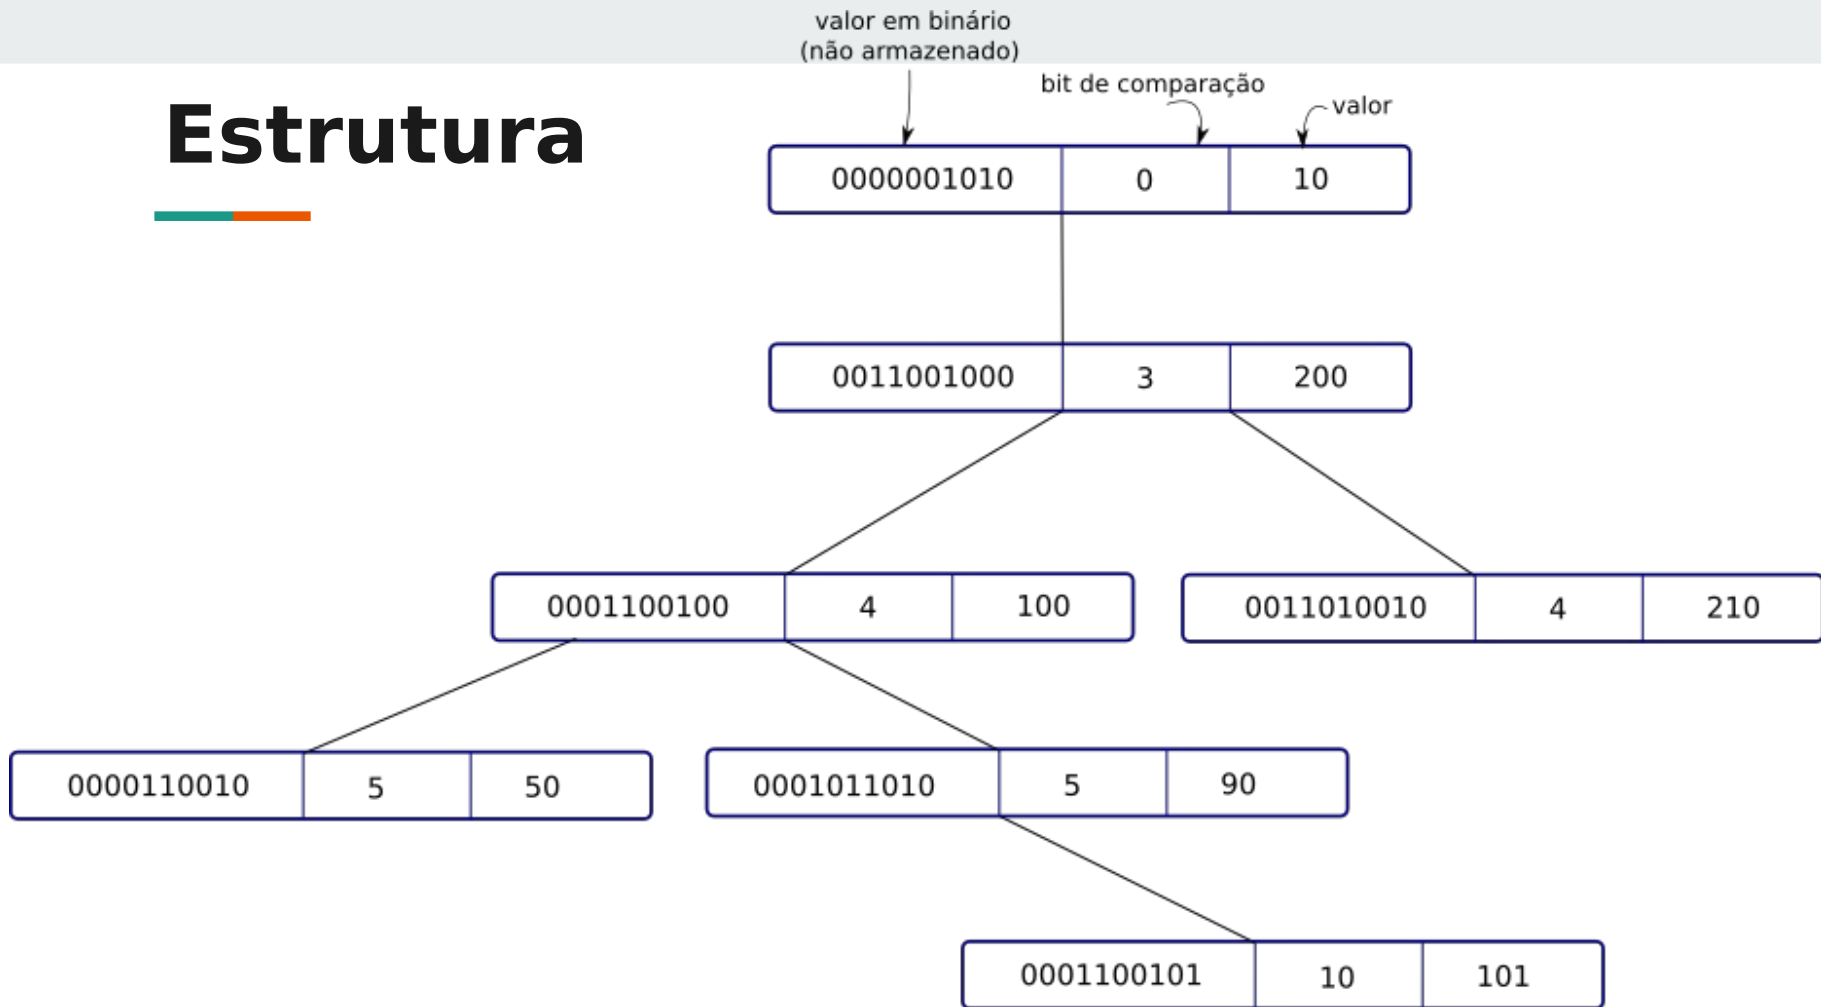 valor em binário
(não armazenado)
bit de comparação
valor
Estrutura
0000001010 0 10
0011001000 3 200
0001100100 4 100
0011010010 4 210
0000110010 5 50
0001011010 5 90
0001100101 10 101